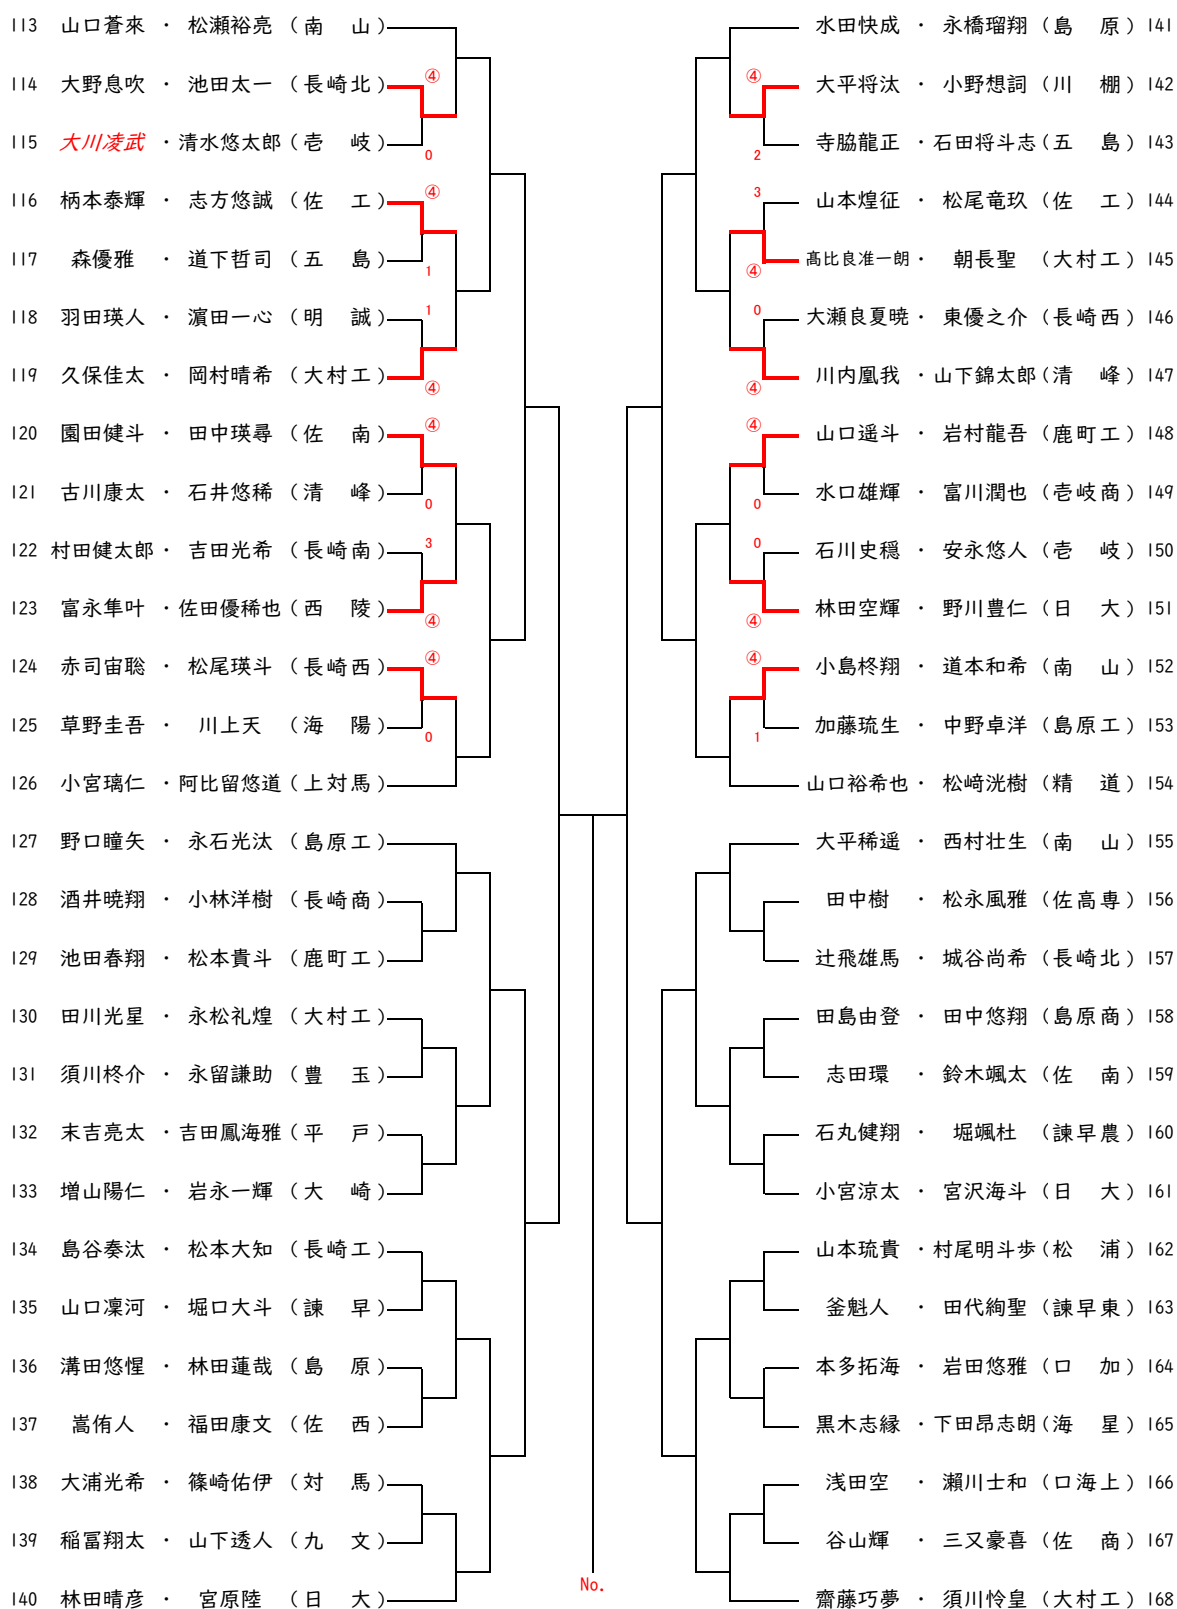 113 山口蒼來 ・ 松瀬裕亮 (南 山)
114 大野息吹 ・ 池田太一 (長崎北) ④
115 大川凌武 ・ 清水悠太郎 (壱 岐) 0
116 柄本泰輝 ・ 志方悠誠 (佐 工) ④
117 森優雅 ・ 道下哲司 (五 島) 1
118 羽田瑛人 ・ 濵田一心 (明 誠) 1
119 久保佳太 ・ 岡村晴希 (大村工) ④
120 園田健斗 ・ 田中瑛尋 (佐 南) ④
121 古川康太 ・ 石井悠稀 (清 峰) 0
122 村田健太郎 ・ 吉田光希 (長崎南) 3
123 富永隼叶 ・ 佐田優稀也 (西 陵) ④
124 赤司宙聡 ・ 松尾瑛斗 (長崎西) ④
125 草野圭吾 ・ 川上天 (海 陽) 0
126 小宮璃仁 ・ 阿比留悠道 (上対馬)
127 野口瞳矢 ・ 永石光汰 (島原工)
128 酒井暁翔 ・ 小林洋樹 (長崎商)
129 池田春翔 ・ 松本貴斗 (鹿町工)
130 田川光星 ・ 永松礼煌 (大村工)
131 須川柊介 ・ 永留謙助 (豊 玉)
132 末吉亮太 ・ 吉田鳳海雅 (平 戸)
133 増山陽仁 ・ 岩永一輝 (大 崎)
134 島谷奏汰 ・ 松本大知 (長崎工)
135 山口凜河 ・ 堀口大斗 (諫 早)
136 溝田悠惺 ・ 林田蓮哉 (島 原)
137 嵩侑人 ・ 福田康文 (佐 西)
138 大浦光希 ・ 篠崎佑伊 (対 馬)
139 稲冨翔太 ・ 山下透人 (九 文)
140 林田晴彦 ・ 宮原陸 (日 大)
No.
水田快成 ・ 永橋瑠翔 (島 原) 141
④ 大平将汰 ・ 小野想詞 (川 棚) 142
2 寺脇龍正 ・ 石田将斗志 (五 島) 143
3 山本煌征 ・ 松尾竜玖 (佐 工) 144
④ 髙比良准一朗 ・ 朝長聖 (大村工) 145
0 大瀬良夏暁 ・ 東優之介 (長崎西) 146
④ 川内凰我 ・ 山下錦太郎 (清 峰) 147
④ 山口遥斗 ・ 岩村龍吾 (鹿町工) 148
0 水口雄輝 ・ 富川潤也 (壱岐商) 149
0 石川史穏 ・ 安永悠人 (壱 岐) 150
④ 林田空輝 ・ 野川豊仁 (日 大) 151
④ 小島柊翔 ・ 道本和希 (南 山) 152
1 加藤琉生 ・ 中野卓洋 (島原工) 153
山口裕希也 ・ 松﨑洸樹 (精 道) 154
大平稀遥 ・ 西村壮生 (南 山) 155
田中樹 ・ 松永風雅 (佐高専) 156
辻飛雄馬 ・ 城谷尚希 (長崎北) 157
田島由登 ・ 田中悠翔 (島原商) 158
志田環 ・ 鈴木颯太 (佐 南) 159
石丸健翔 ・ 堀颯杜 (諫早農) 160
小宮涼太 ・ 宮沢海斗 (日 大) 161
山本琉貴 ・ 村尾明斗歩 (松 浦) 162
釜魁人 ・ 田代絢聖 (諫早東) 163
本多拓海 ・ 岩田悠雅 (口 加) 164
黒木志縁 ・ 下田昂志朗 (海 星) 165
浅田空 ・ 瀨川士和 (口海上) 166
谷山輝 ・ 三又豪喜 (佐 商) 167
齋藤巧夢 ・ 須川怜皇 (大村工) 168